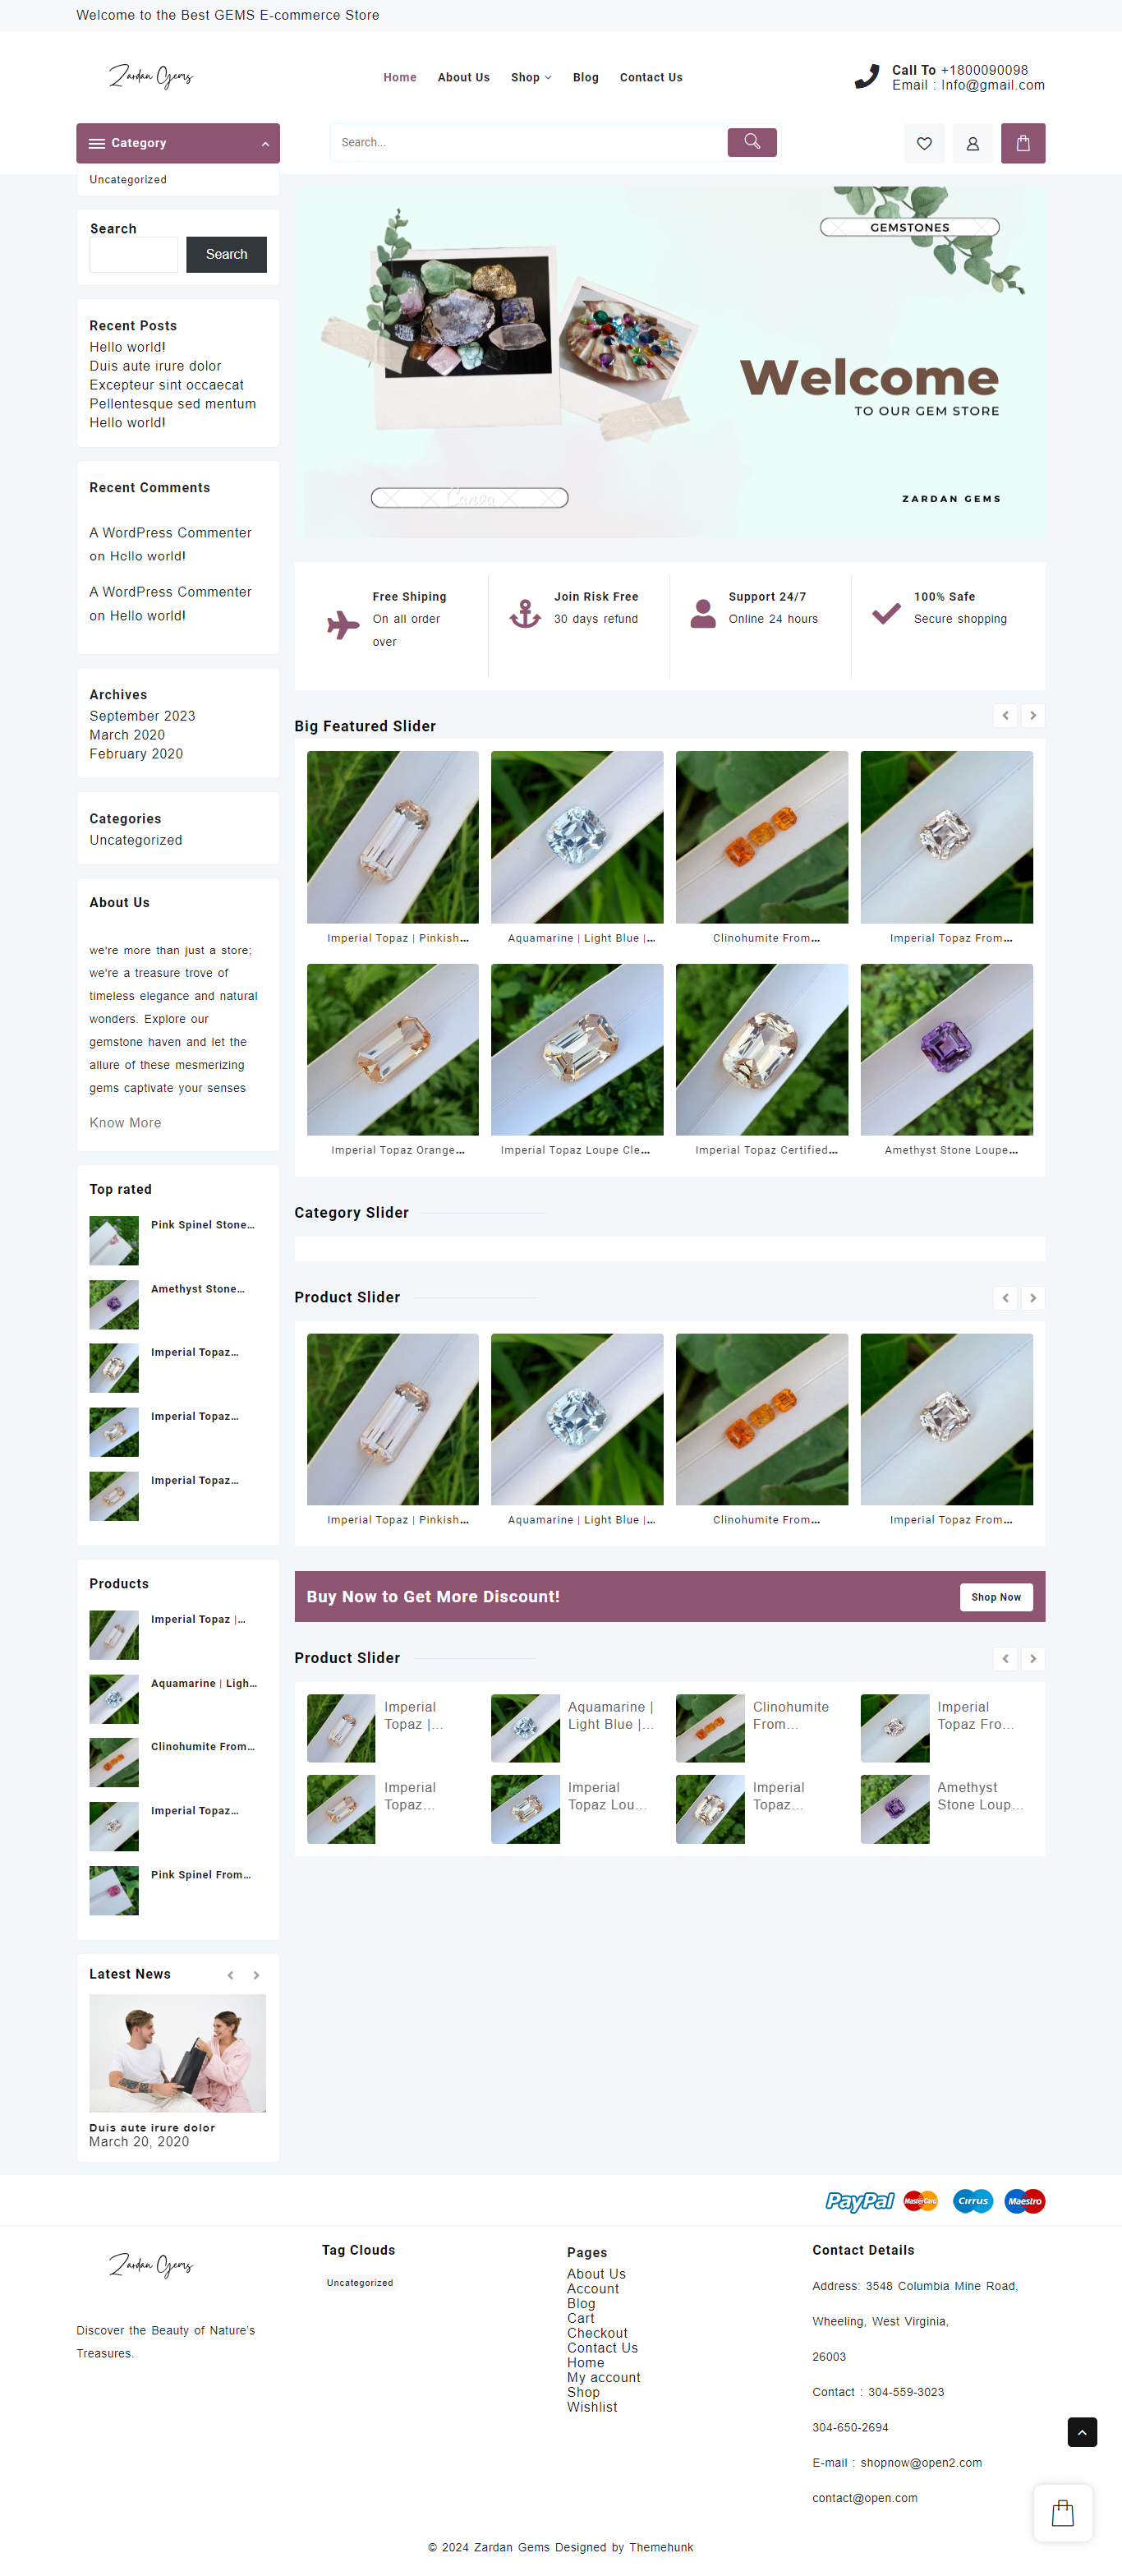 Welcome to the Best GEMS E-commerce Store
Zardan Gems
Home
About Us
Shop
Blog
Contact Us
Call To +1800090098
Email : Info@gmail.com
Category
Search...
Uncategorized
Search
Search
Recent Posts
Hello world!
Duis aute irure dolor
Excepteur sint occaecat
Pellentesque sed mentum
Hello world!
Recent Comments
A WordPress Commenter
on Hello world!
A WordPress Commenter
on Hello world!
Archives
September 2023
March 2020
February 2020
Categories
Uncategorized
About Us
we're more than just a store;
we're a treasure trove of
timeless elegance and natural
wonders. Explore our
gemstone haven and let the
allure of these mesmerizing
gems captivate your senses
Know More
Top rated
Pink Spinel Stone...
Amethyst Stone...
Imperial Topaz...
Imperial Topaz...
Imperial Topaz...
Products
Imperial Topaz |...
Aquamarine | Ligh...
Clinohumite From...
Imperial Topaz...
Pink Spinel From...
Latest News
Duis aute irure dolor
March 20, 2020
GEMSTONES
Welcome
TO OUR GEM STORE
Canva
ZARDAN GEMS
Free Shiping
On all order
over
Join Risk Free
30 days refund
Support 24/7
Online 24 hours
100% Safe
Secure shopping
Big Featured Slider
Imperial Topaz | Pinkish...
Aquamarine | Light Blue |...
Clinohumite From...
Imperial Topaz From...
Imperial Topaz Orange...
Imperial Topaz Loupe Cle...
Imperial Topaz Certified...
Amethyst Stone Loupe...
Category Slider
Product Slider
Imperial Topaz | Pinkish...
Aquamarine | Light Blue |...
Clinohumite From...
Imperial Topaz From...
Buy Now to Get More Discount!
Shop Now
Product Slider
Imperial
Topaz |...
Aquamarine |
Light Blue |...
Clinohumite
From...
Imperial
Topaz Fro...
Imperial
Topaz...
Imperial
Topaz Lou...
Imperial
Topaz...
Amethyst
Stone Loup...
PayPal
MasterCard
Cirrus
Maestro
Zardan Gems
Discover the Beauty of Nature's
Treasures.
Tag Clouds
Uncategorized
Pages
About Us
Account
Blog
Cart
Checkout
Contact Us
Home
My account
Shop
Wishlist
Contact Details
Address: 3548 Columbia Mine Road,
Wheeling, West Virginia,
26003
Contact : 304-559-3023
304-650-2694
E-mail : shopnow@open2.com
contact@open.com
© 2024 Zardan Gems Designed by Themehunk